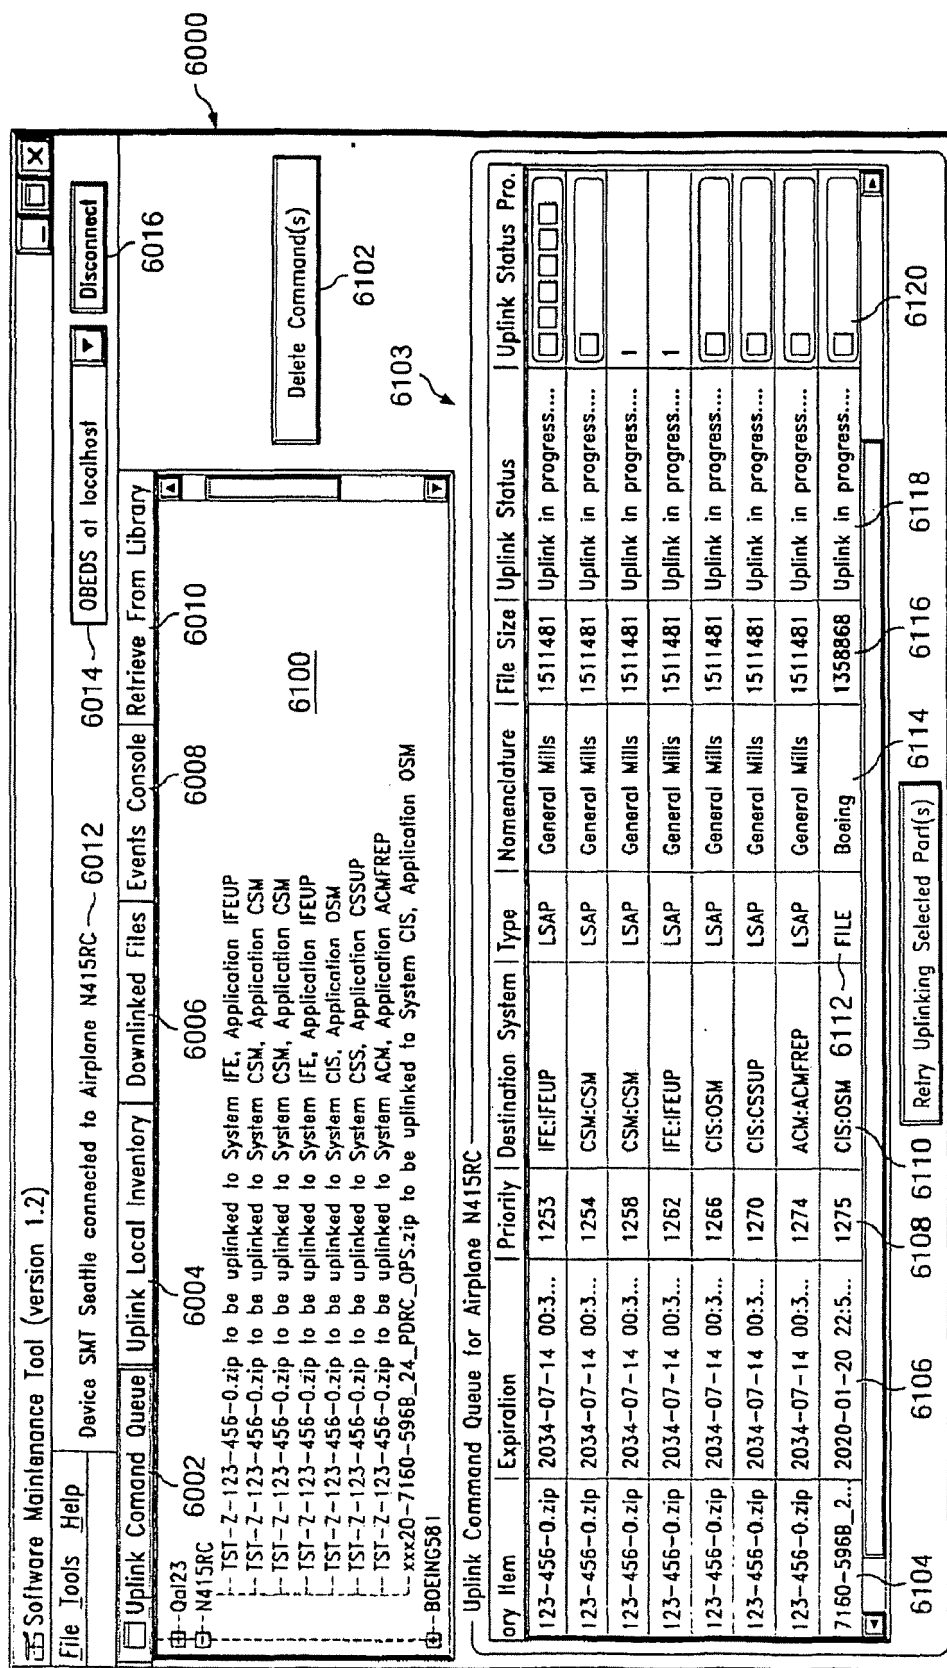 Software Maintenance Tool (version 1.2)
File Tools Help
Device SMT Seattle connected to Airplane N415RC 6012
6014 OBEDS at localhost
Disconnect
6016
6000
Uplink Comand Queue Uplink Local Inventory Downlinked Files Events Console Retrieve From Library
6002 6004 6006 6008 6010
Qal23
N415RC
TST-Z-123-456-0.zip to be uplinked to System IFE, Application IFEUP
TST-Z-123-456-0.zip to be uplinked to System CSM, Application CSM
TST-Z-123-456-0.zip to be uplinked to System CSM, Application CSM
TST-Z-123-456-0.zip to be uplinked to System IFE, Application IFEUP
TST-Z-123-456-0.zip to be uplinked to System CIS, Application OSM
TST-Z-123-456-0.zip to be uplinked to System CSS, Application CSSUP
TST-Z-123-456-0.zip to be uplinked to System ACM, Application ACMFREP
xxx20-7160-596B_24_PDRC_OPS.zip to be uplinked to System CIS, Application OSM
BOEING581
6100
Delete Command(s)
6102
6103
Uplink Command Queue for Airplane N415RC
ary Item Expiration Priority Destination System Type Nomenclature File Size Uplink Status Uplink Status Pro.
123-456-0.zip 2034-07-14 00:3... 1253 IFE:IFEUP LSAP General Mills 1511481 Uplink in progress....
123-456-0.zip 2034-07-14 00:3... 1254 CSM:CSM LSAP General Mills 1511481 Uplink in progress....
123-456-0.zip 2034-07-14 00:3... 1258 CSM:CSM LSAP General Mills 1511481 Uplink in progress.... 1
123-456-0.zip 2034-07-14 00:3... 1262 IFE:IFEUP LSAP General Mills 1511481 Uplink in progress.... 1
123-456-0.zip 2034-07-14 00:3... 1266 CIS:OSM LSAP General Mills 1511481 Uplink in progress....
123-456-0.zip 2034-07-14 00:3... 1270 CIS:CSSUP LSAP General Mills 1511481 Uplink in progress....
123-456-0.zip 2034-07-14 00:3... 1274 ACM:ACMFREP LSAP General Mills 1511481 Uplink in progress....
7160-596B_2... 2020-01-20 22:5... 1275 CIS:OSM 6112 FILE Boeing 1358868 Uplink in progress....
6104 6106 6108 6110 6114 6116 6118 6120
Retry Uplinking Selected Part(s)